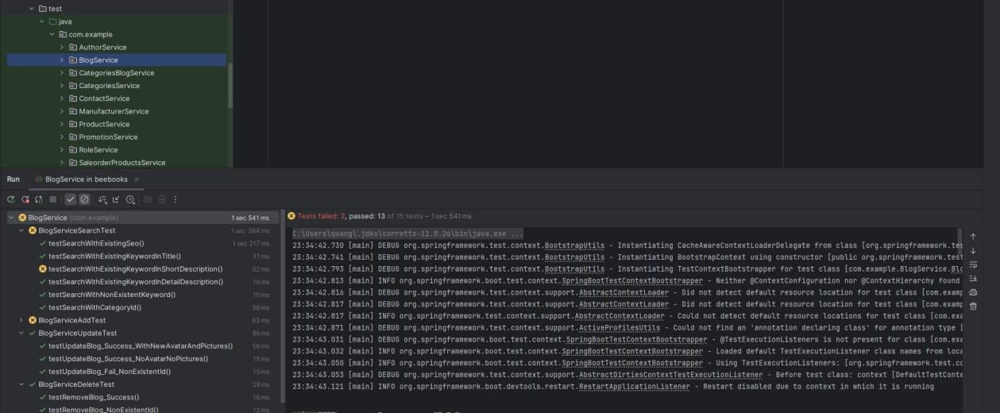 test
java
com.example
AuthorService
BlogService
CategoriesBlogService
CategoriesService
ContactService
ManufacturerService
ProductService
PromotionService
RoleService
SaleorderProductsService
Run
BlogService in beebooks
BlogService (com.example) 1 sec 541 ms
BlogServiceSearchTest 1 sec 364 ms
testSearchWithExistingSeo() 1 sec 217 ms
testSearchWithExistingKeywordInTitle() 31 ms
testSearchWithExistingKeywordInShortDescription() 32 ms
testSearchWithExistingKeywordInDetailDescription() 16 ms
testSearchWithNonExistentKeyword() 10 ms
testSearchWithCategoryId() 58 ms
BlogServiceAddTest 63 ms
BlogServiceUpdateTest 86 ms
testUpdateBlog_Success_WithNewAvatarAndPictures() 56 ms
testUpdateBlog_Success_NoAvatarNoPictures() 15 ms
testUpdateBlog_Fail_NonExistentId() 15 ms
BlogServiceDeleteTest 28 ms
testRemoveBlog_Success() 16 ms
testRemoveBlog_NonExistentId() 12 ms
Tests failed: 2, passed: 13 of 15 tests – 1 sec 541 ms
C:\Users\quang\.jdks\corretto-11.0.26\bin\java.exe ...
23:34:42.730 [main] DEBUG org.springframework.test.context.BootstrapUtils - Instantiating CacheAwareContextLoaderDelegate from class [org.springframework.tes
23:34:42.741 [main] DEBUG org.springframework.test.context.BootstrapUtils - Instantiating BootstrapContext using constructor [public org.springframework.test
23:34:42.793 [main] DEBUG org.springframework.test.context.BootstrapUtils - Instantiating TestContextBootstrapper for test class [com.example.BlogService.Blo
23:34:42.813 [main] INFO org.springframework.boot.test.context.SpringBootTestContextBootstrapper - Neither @ContextConfiguration nor @ContextHierarchy found
23:34:42.816 [main] DEBUG org.springframework.test.context.support.AbstractContextLoader - Did not detect default resource location for test class [com.examp
23:34:42.817 [main] DEBUG org.springframework.test.context.support.AbstractContextLoader - Did not detect default resource location for test class [com.examp
23:34:42.817 [main] INFO org.springframework.test.context.support.AbstractContextLoader - Could not detect default resource locations for test class [com.exa
23:34:42.871 [main] DEBUG org.springframework.test.context.support.ActiveProfilesUtils - Could not find an 'annotation declaring class' for annotation type [
23:34:43.031 [main] DEBUG org.springframework.boot.test.context.SpringBootTestContextBootstrapper - @TestExecutionListeners is not present for class [com.exa
23:34:43.032 [main] INFO org.springframework.boot.test.context.SpringBootTestContextBootstrapper - Loaded default TestExecutionListener class names from loca
23:34:43.050 [main] INFO org.springframework.boot.test.context.SpringBootTestContextBootstrapper - Using TestExecutionListeners: [org.springframework.test.co
23:34:43.053 [main] DEBUG org.springframework.test.context.support.AbstractDirtiesContextTestExecutionListener - Before test class: context [DefaultTestConte
23:34:43.121 [main] INFO org.springframework.boot.devtools.restart.RestartApplicationListener - Restart disabled due to context in which it is running